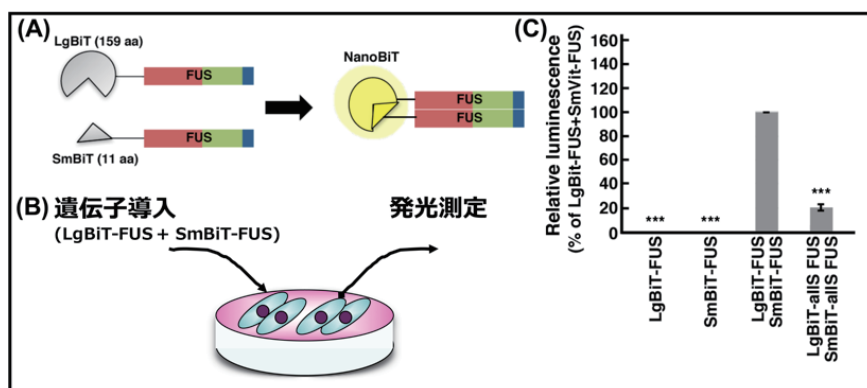 (A)
LgBiT (159 aa)
FUS
SmBiT (11 aa)
FUS
NanoBiT
FUS
FUS
(B) 遺伝子導入
(LgBiT-FUS + SmBiT-FUS)
発光測定
(C)
Relative luminescence
(% of LgBit-FUS+SmVit-FUS)
160
140
120
100
80
60
40
20
0
***
***
***
LgBiT-FUS
SmBiT-FUS
LgBiT-FUS
SmBiT-FUS
LgBiT-allS FUS
SmBiT-allS FUS